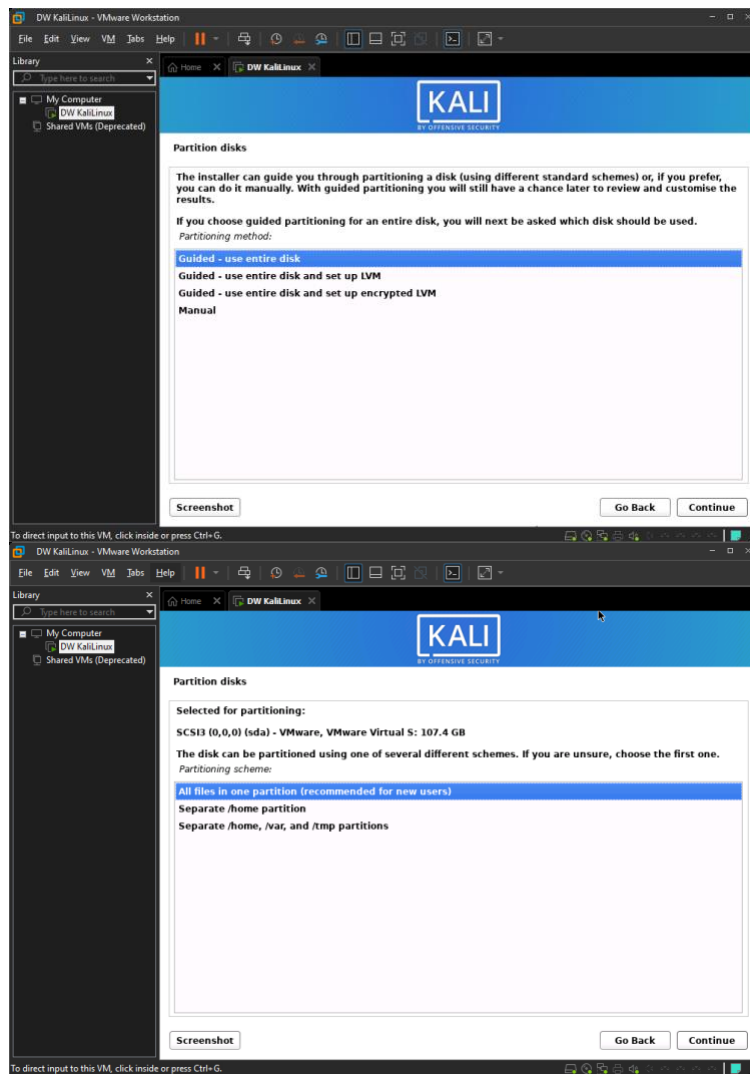 DW KaliLinux - VMware Workstation
File Edit View VM Tabs Help
Library
Type here to search
Home DW KaliLinux
My Computer
DW KaliLinux
Shared VMs (Deprecated)
KALI
BY OFFENSIVE SECURITY
Partition disks
The installer can guide you through partitioning a disk (using different standard schemes) or, if you prefer,
you can do it manually. With guided partitioning you will still have a chance later to review and customise the
results.
If you choose guided partitioning for an entire disk, you will next be asked which disk should be used.
Partitioning method:
Guided - use entire disk
Guided - use entire disk and set up LVM
Guided - use entire disk and set up encrypted LVM
Manual
Screenshot Go Back Continue
To direct input to this VM, click inside or press Ctrl+G.
DW KaliLinux - VMware Workstation
File Edit View VM Tabs Help
Library
Type here to search
Home DW KaliLinux
My Computer
DW KaliLinux
Shared VMs (Deprecated)
KALI
BY OFFENSIVE SECURITY
Partition disks
Selected for partitioning:
SCSI3 (0,0,0) (sda) - VMware, VMware Virtual S: 107.4 GB
The disk can be partitioned using one of several different schemes. If you are unsure, choose the first one.
Partitioning scheme:
All files in one partition (recommended for new users)
Separate /home partition
Separate /home, /var, and /tmp partitions
Screenshot Go Back Continue
To direct input to this VM, click inside or press Ctrl+G.